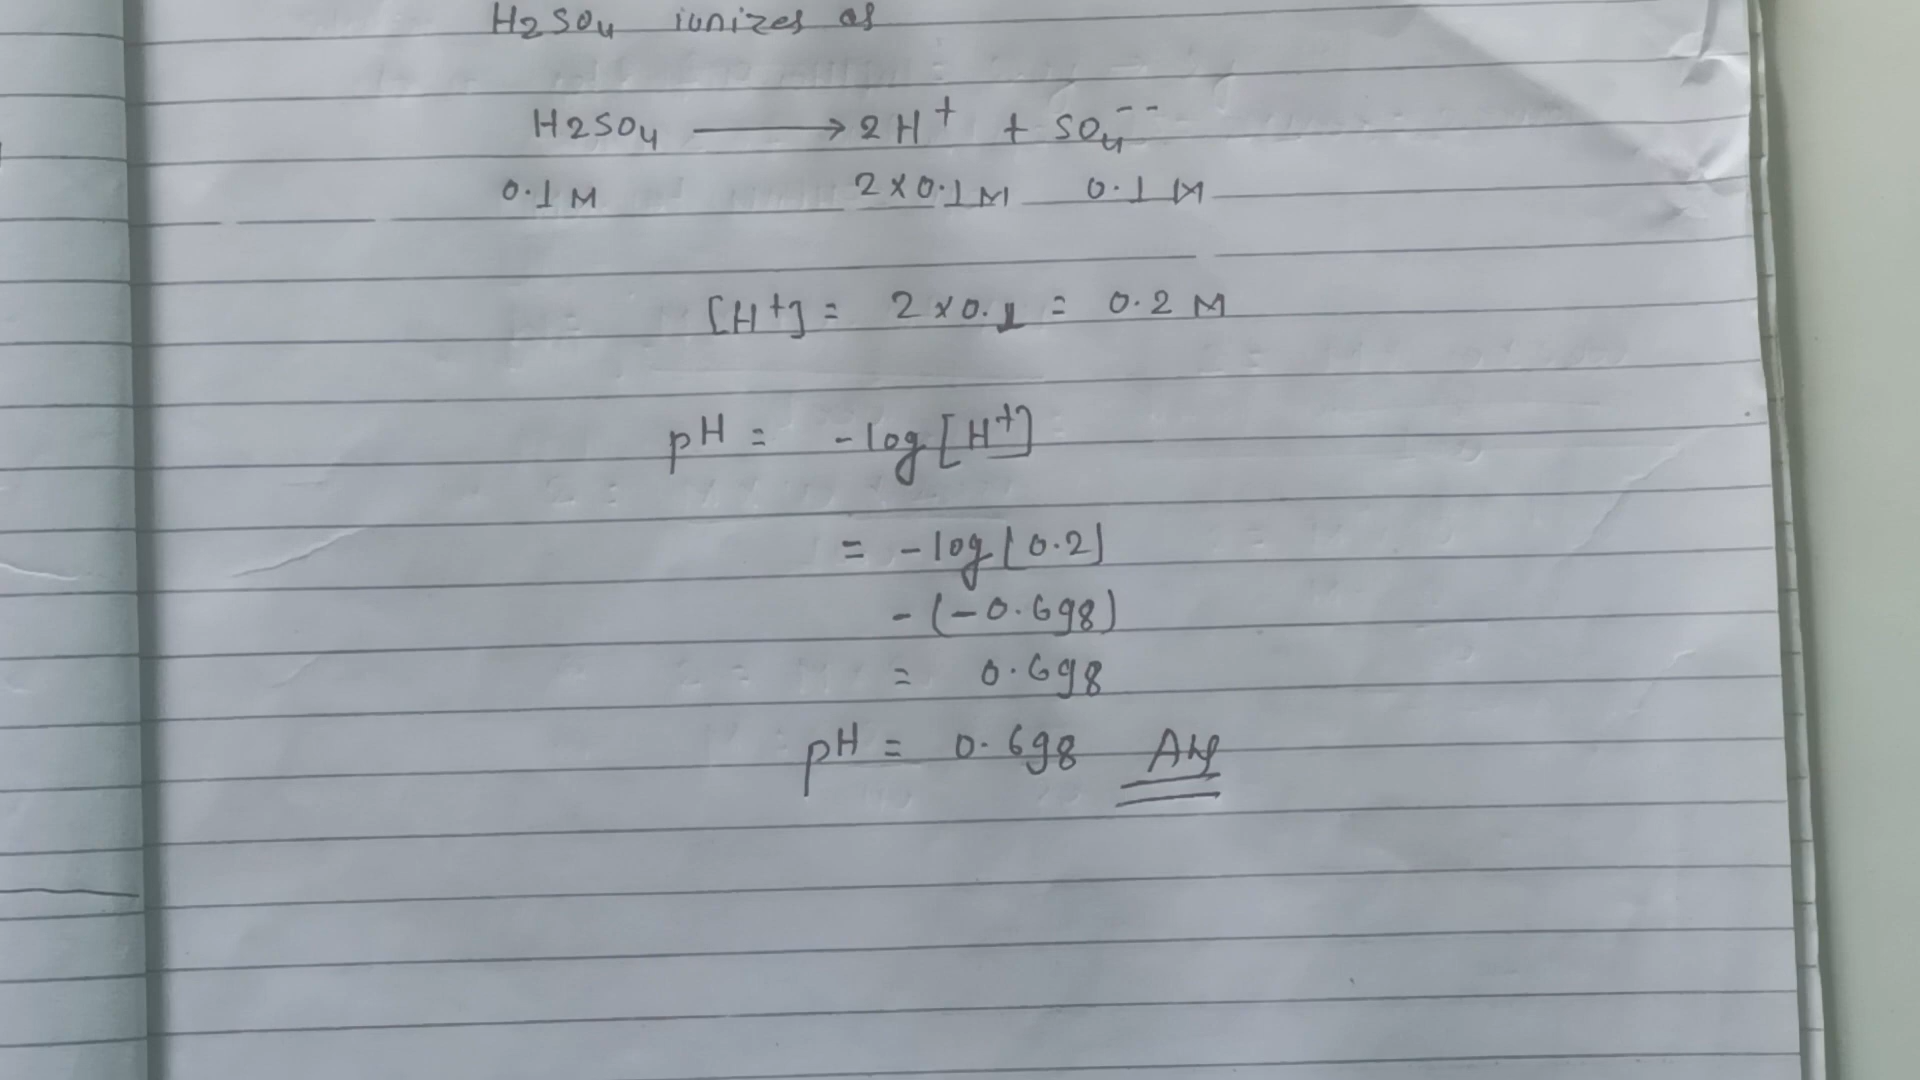 H2SO4 ionizes as
H2SO4 ⟶ 2H⁺ + SO4⁻⁻
0.1 M 2×0.1 M 0.1 M
[H+] = 2×0.1 = 0.2 M
pH = -log[H⁺]
= -log[0.2]
-(-0.698)
= 0.698
pH = 0.698 Ans